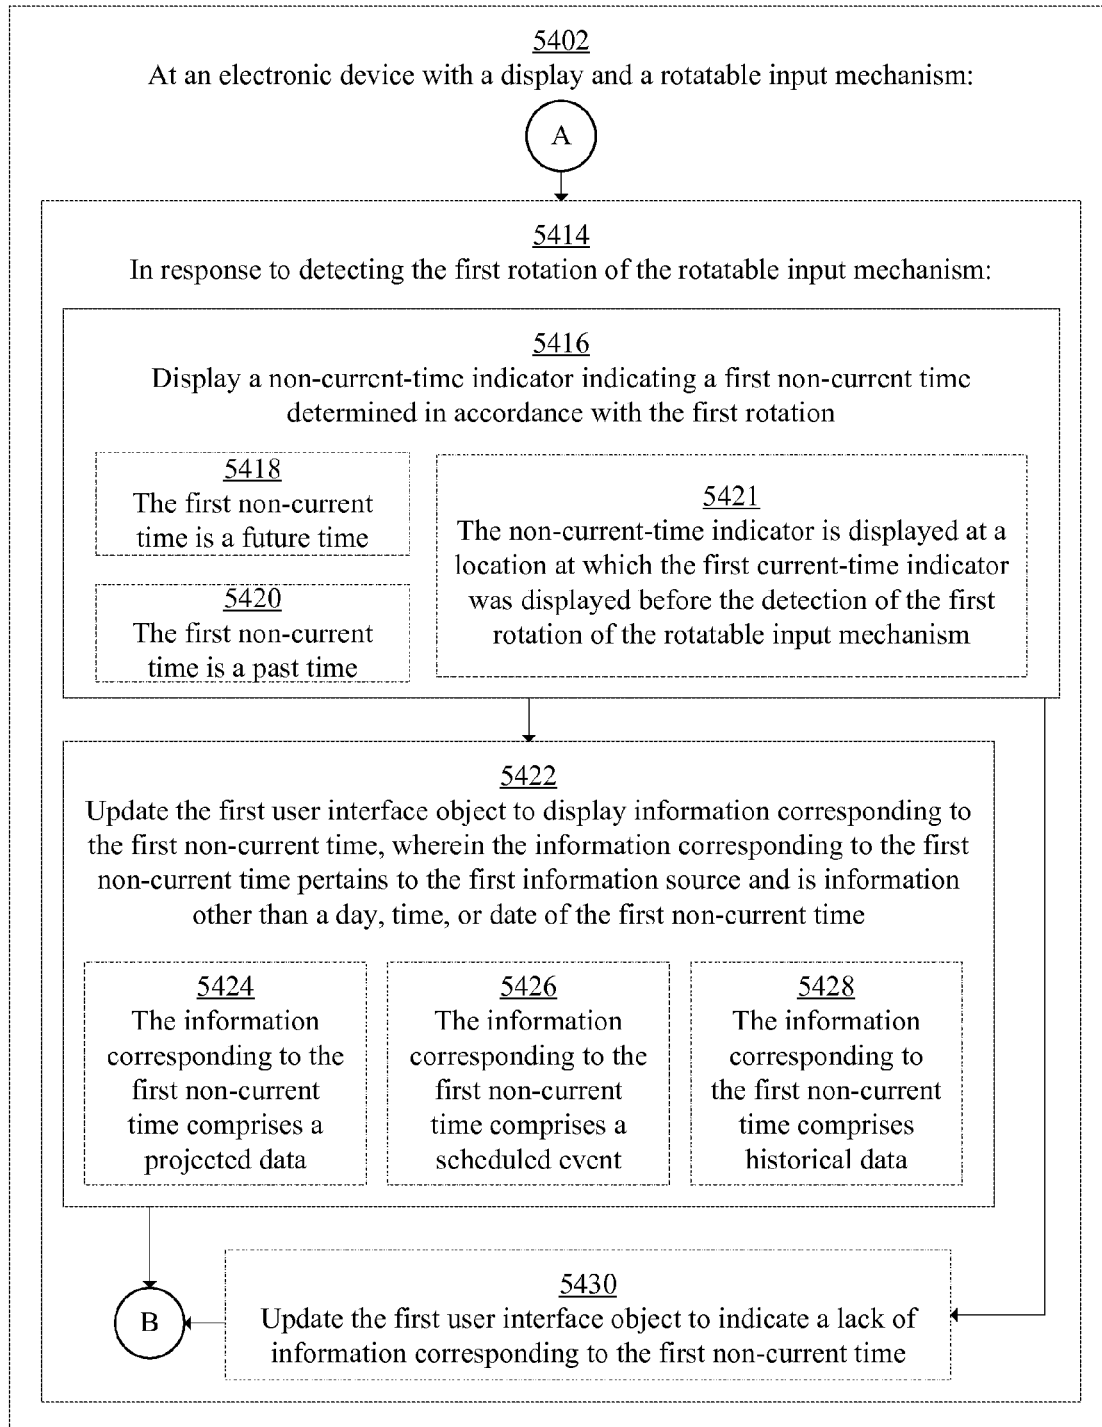 5402
At an electronic device with a display and a rotatable input mechanism:
A
5414
In response to detecting the first rotation of the rotatable input mechanism:
5416
Display a non-current-time indicator indicating a first non-current time
determined in accordance with the first rotation
5418
The first non-current
time is a future time
5420
The first non-current
time is a past time
5421
The non-current-time indicator is displayed at a
location at which the first current-time indicator
was displayed before the detection of the first
rotation of the rotatable input mechanism
5422
Update the first user interface object to display information corresponding to
the first non-current time, wherein the information corresponding to the first
non-current time pertains to the first information source and is information
other than a day, time, or date of the first non-current time
5424
The information
corresponding to the
first non-current
time comprises a
projected data
5426
The information
corresponding to the
first non-current
time comprises a
scheduled event
5428
The information
corresponding to
the first non-current
time comprises
historical data
5430
Update the first user interface object to indicate a lack of
information corresponding to the first non-current time
B